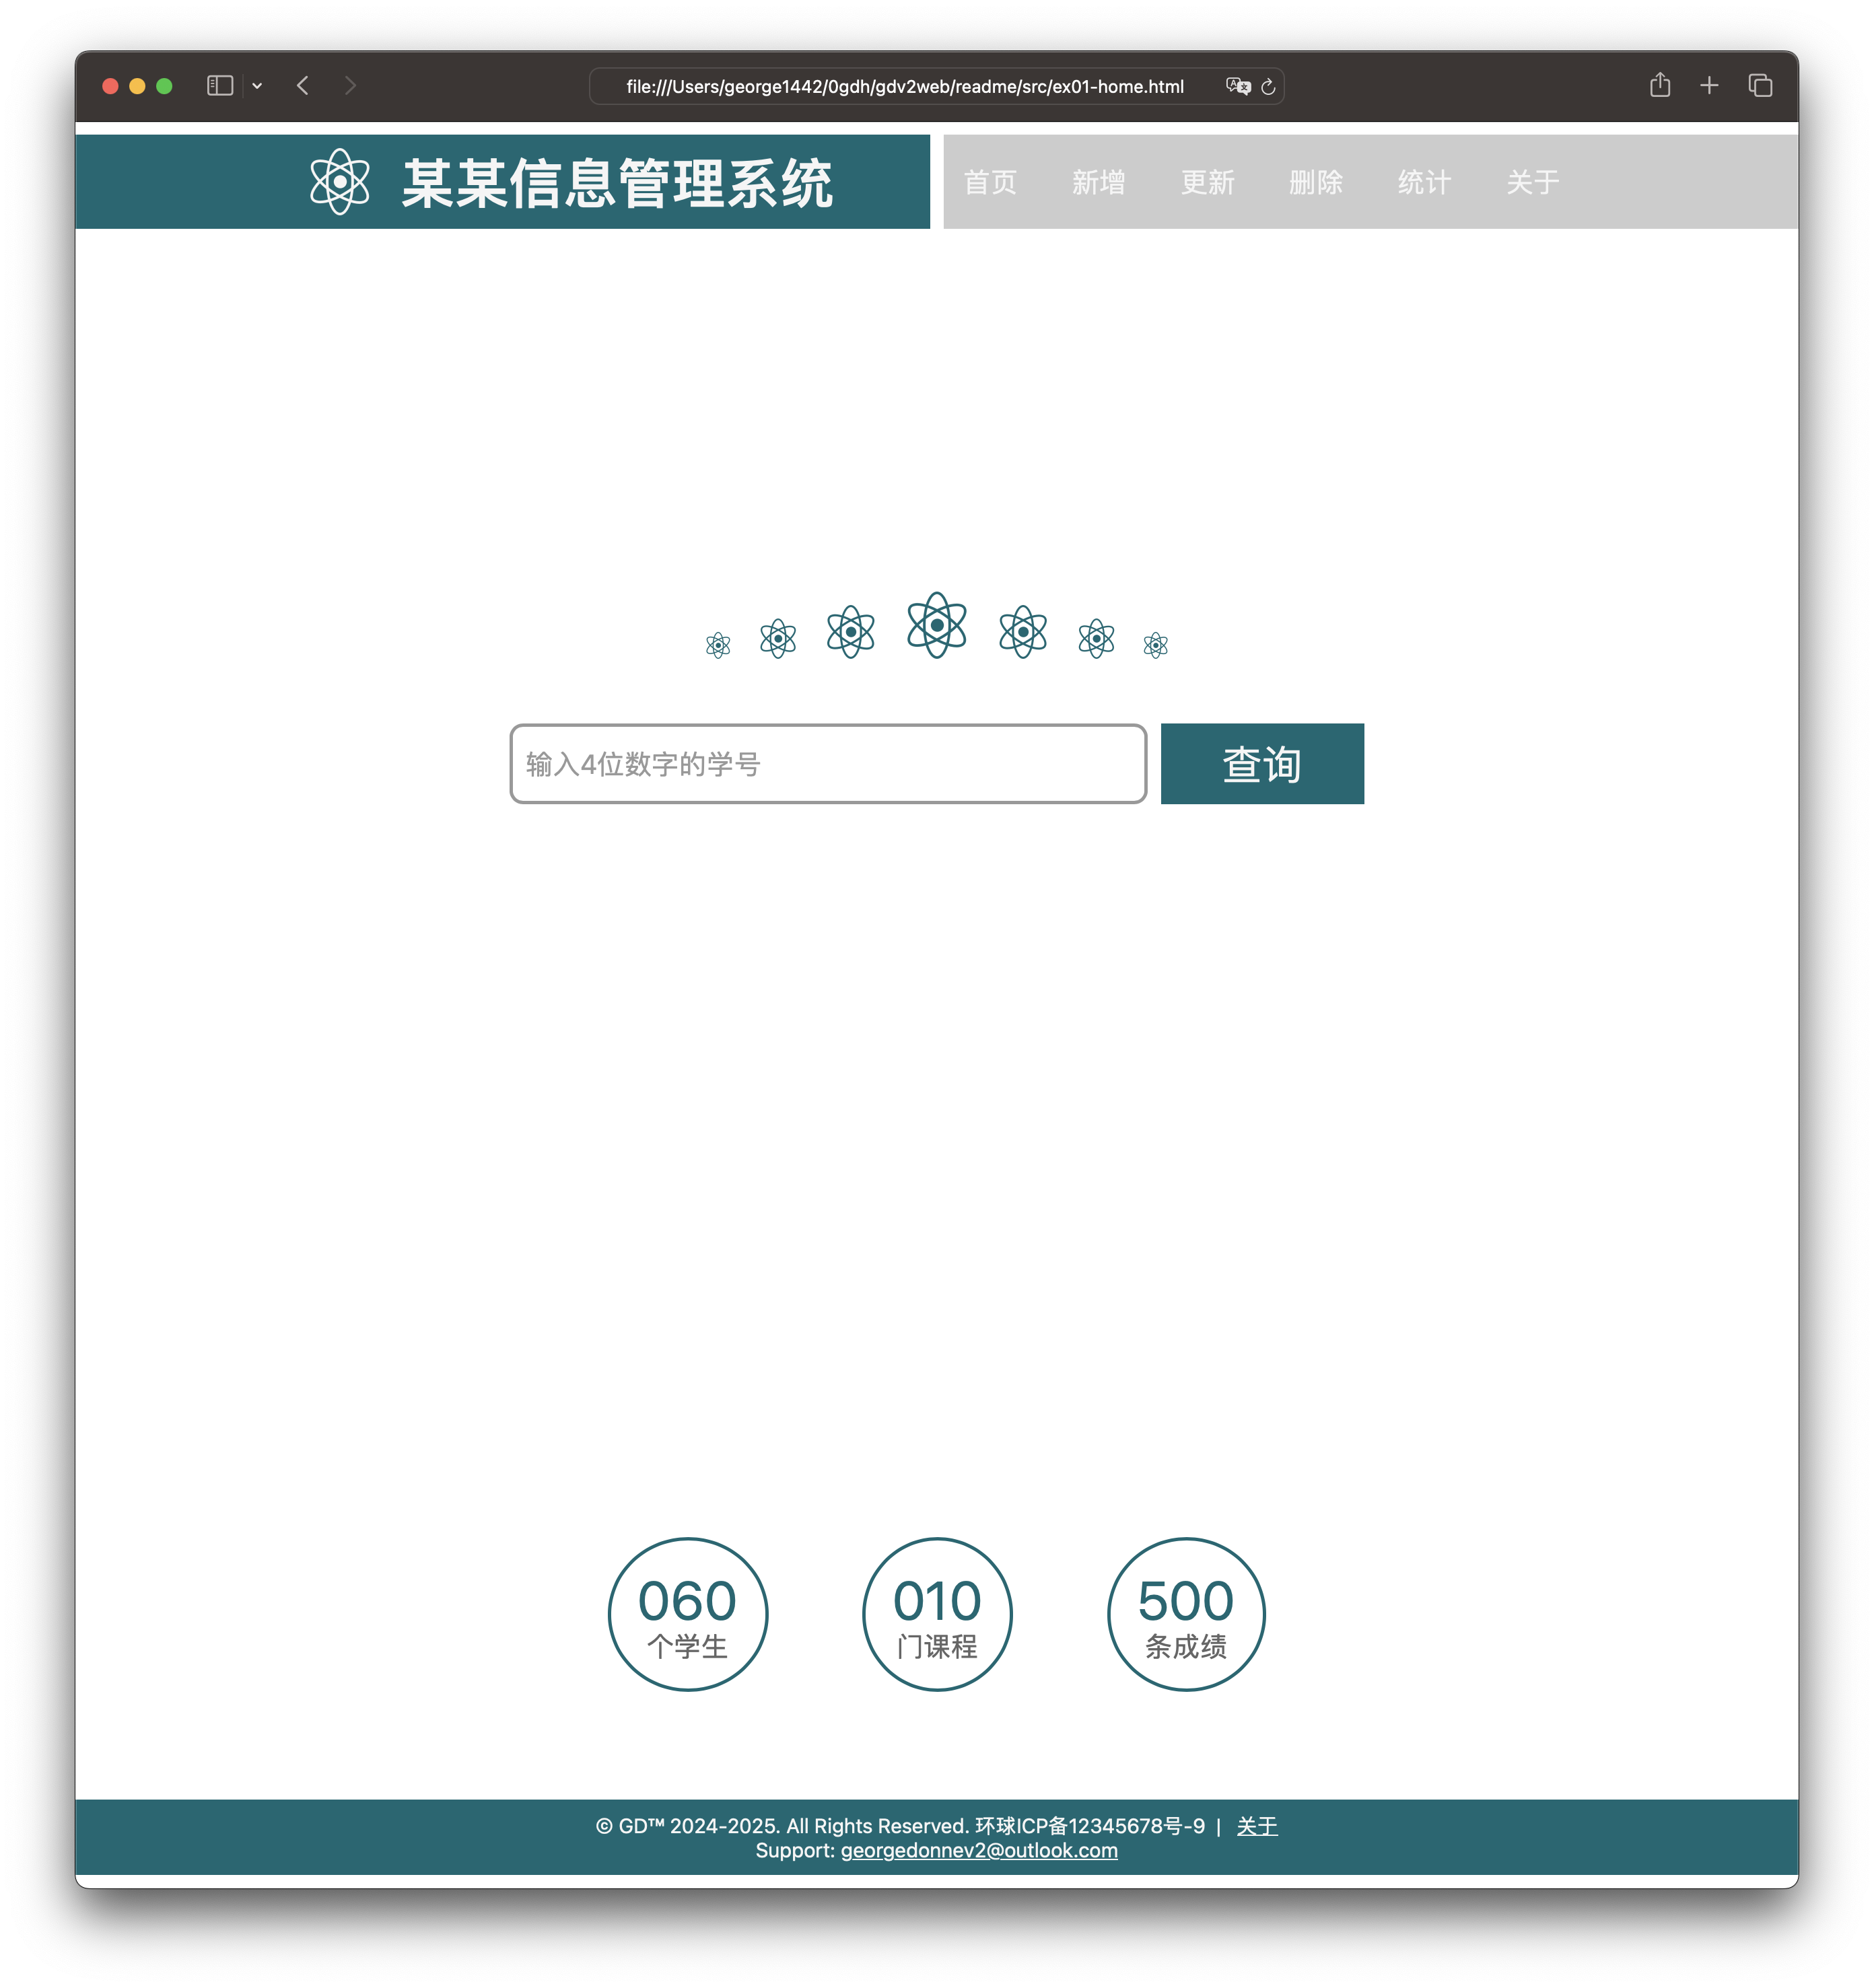 file:///Users/george1442/0gdh/gdv2web/readme/src/ex01-home.html
某某信息管理系统
首页 新增 更新 删除 统计 关于
输入4位数字的学号
查询
060 010 500
个学生 门课程 条成绩
© GD™ 2024-2025. All Rights Reserved. 环球ICP备12345678号-9 | 关于
Support: georgedonnev2@outlook.com